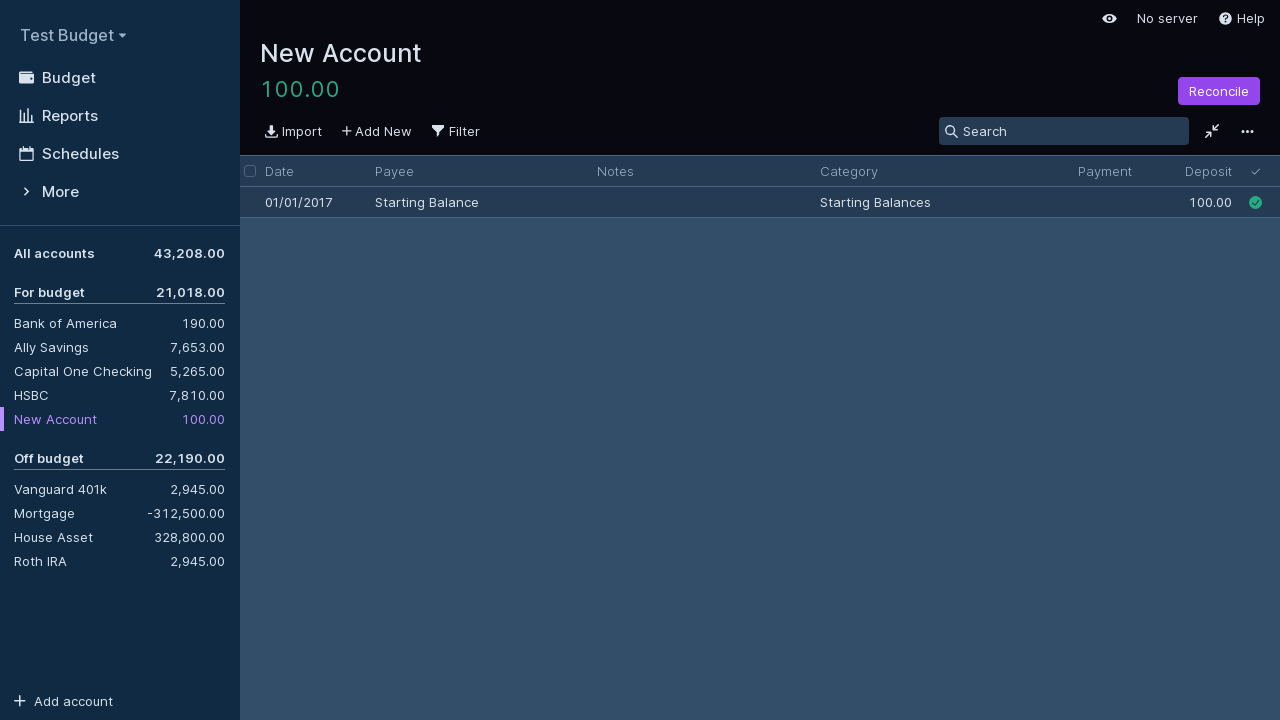 Test Budget
Budget
Reports
Schedules
More
All accounts 43,208.00
For budget 21,018.00
Bank of America 190.00
Ally Savings 7,653.00
Capital One Checking 5,265.00
HSBC 7,810.00
New Account 100.00
Off budget 22,190.00
Vanguard 401k 2,945.00
Mortgage -312,500.00
House Asset 328,800.00
Roth IRA 2,945.00
Add account
No server Help
New Account
100.00
Reconcile
Import Add New Filter Search
Date Payee Notes Category Payment Deposit
01/01/2017 Starting Balance Starting Balances 100.00